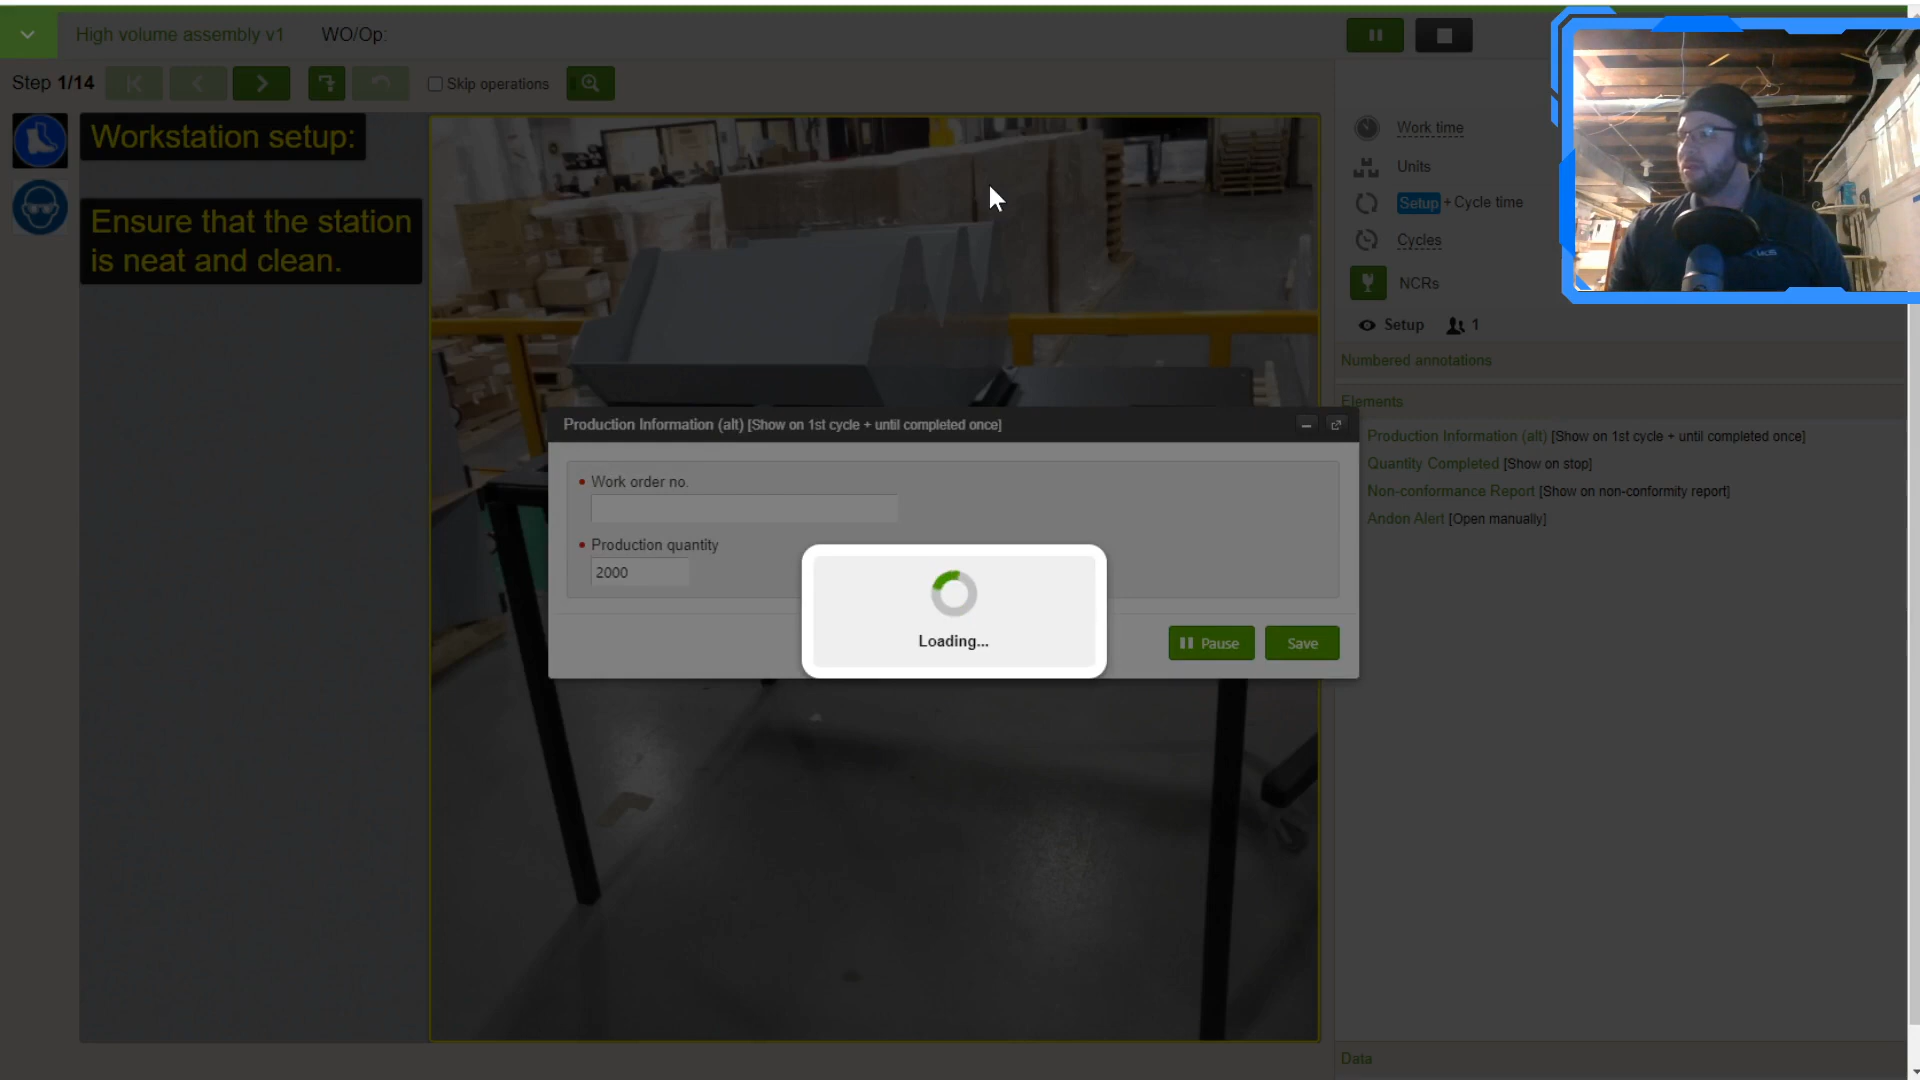 High volume assembly v1
WO/Op:
Step 1/14
Skip operations
Workstation setup:
Ensure that the station
is neat and clean.
Work time
Units
Setup + Cycle time
Cycles
NCRs
Setup 1
Numbered annotations
Elements
Production Information (alt) [Show on 1st cycle + until completed once]
Quantity Completed [Show on stop]
Non-conformance Report [Show on non-conformity report]
Andon Alert [Open manually]
Production Information (alt) [Show on 1st cycle + until completed once]
Work order no.
Production quantity
2000
Loading...
Pause
Save
Data